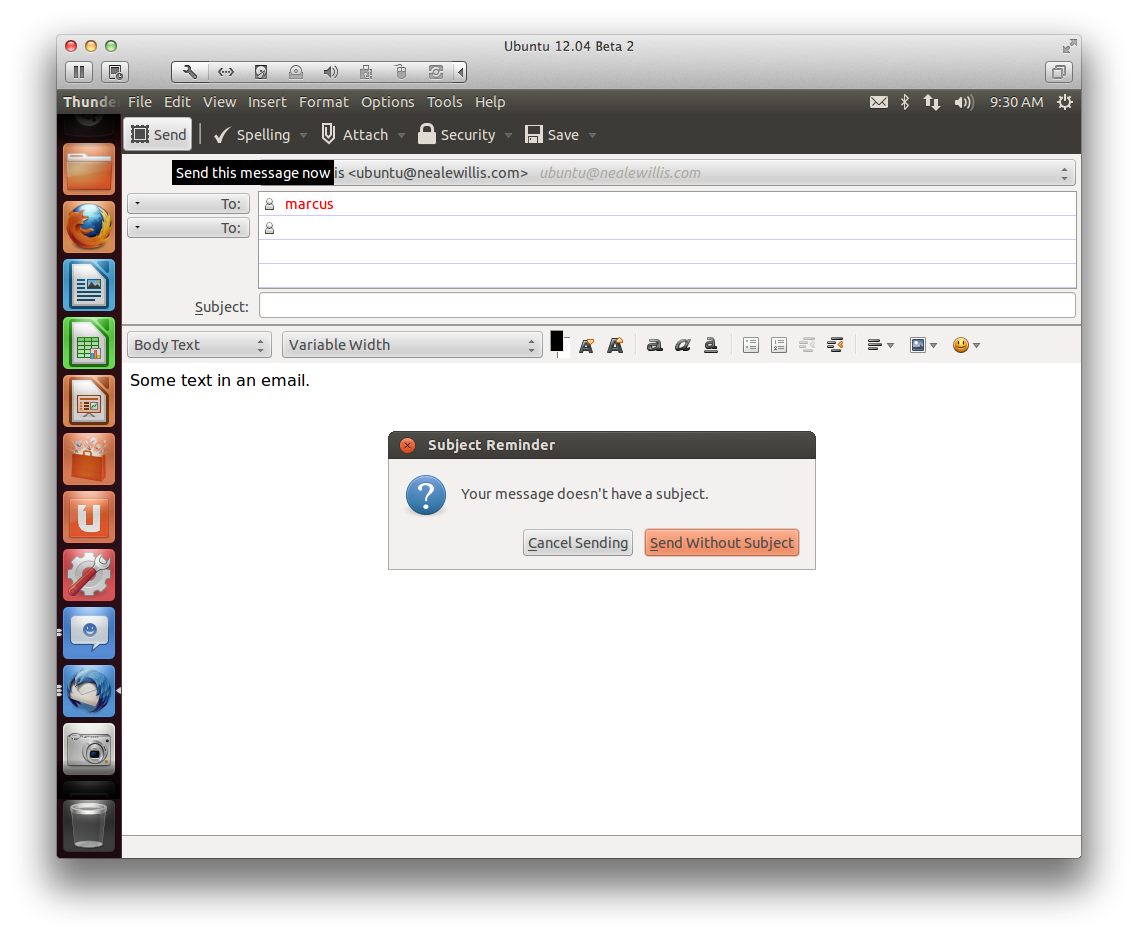 Ubuntu 12.04 Beta 2
Thunde File Edit View Insert Format Options Tools Help 9:30 AM
Send Spelling Attach Security Save
Send this message now is <ubuntu@nealewillis.com> ubuntu@nealewillis.com
To: marcus
To:
Subject:
Body Text Variable Width
Some text in an email.
Subject Reminder
Your message doesn't have a subject.
Cancel Sending Send Without Subject